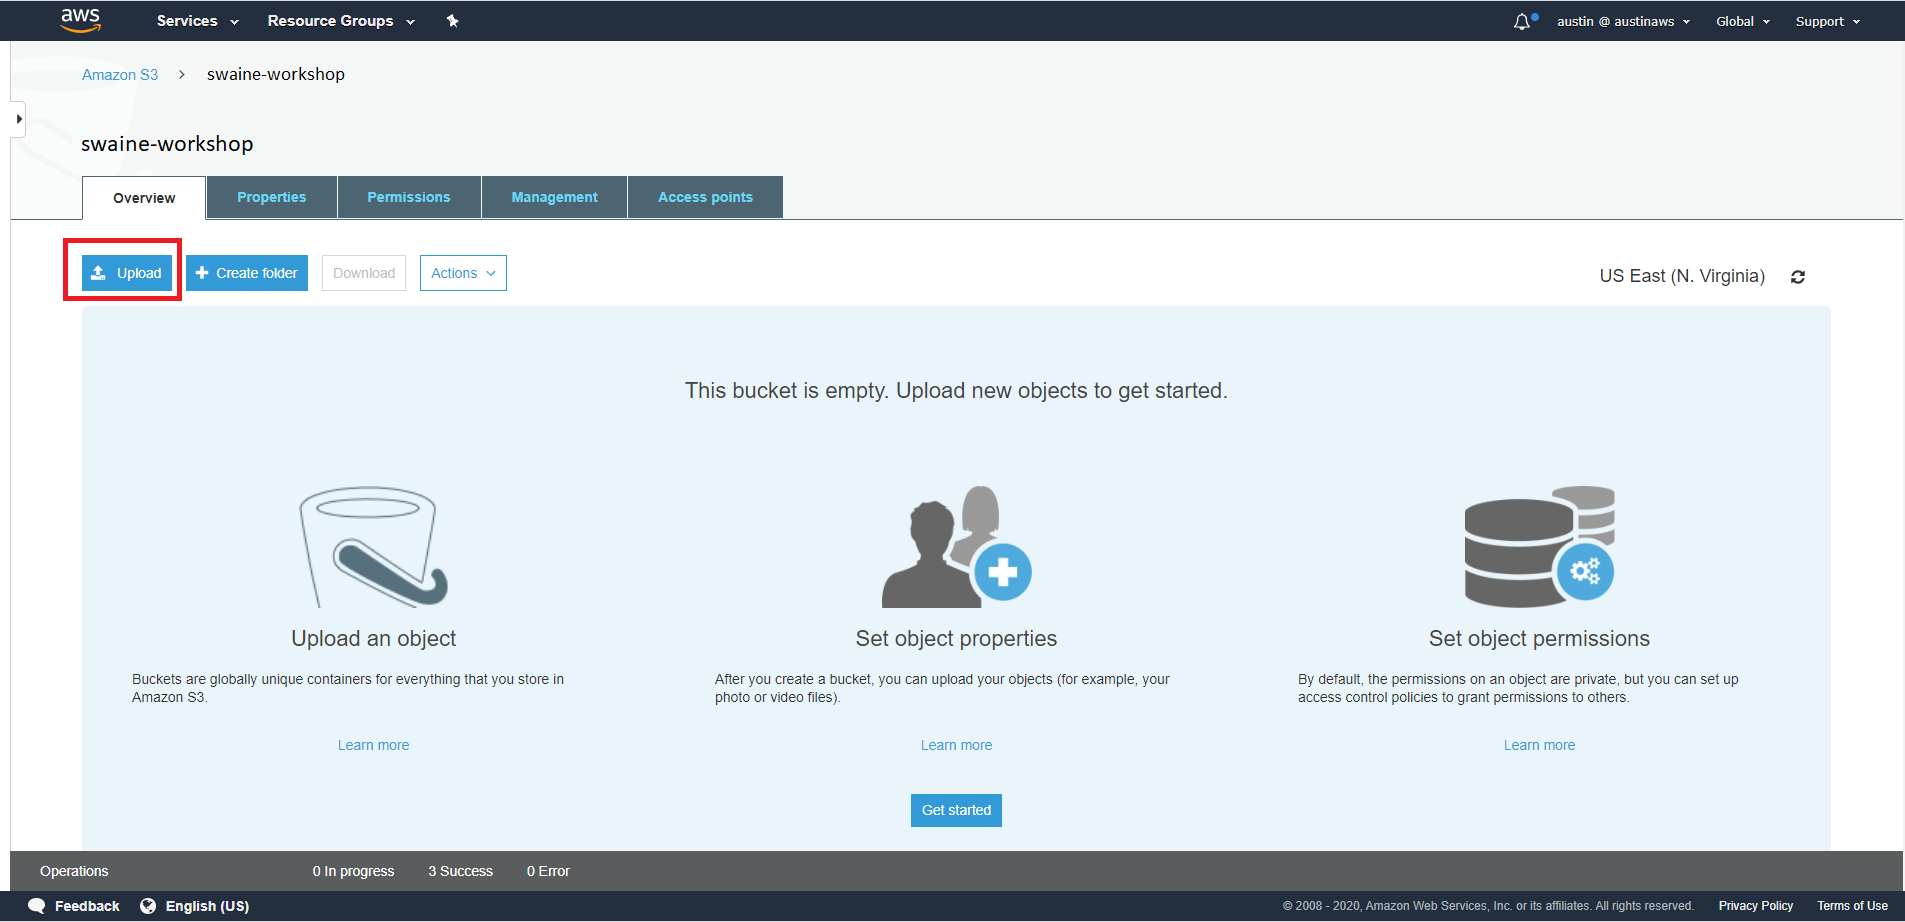 aws Services Resource Groups austin @ austinaws Global Support
Amazon S3 > swaine-workshop
swaine-workshop
Overview Properties Permissions Management Access points
Upload Create folder Download Actions US East (N. Virginia)
This bucket is empty. Upload new objects to get started.
Upload an object
Buckets are globally unique containers for everything that you store in
Amazon S3.
Learn more
Set object properties
After you create a bucket, you can upload your objects (for example, your
photo or video files).
Learn more
Set object permissions
By default, the permissions on an object are private, but you can set up
access control policies to grant permissions to others.
Learn more
Get started
Operations 0 In progress 3 Success 0 Error
Feedback English (US) © 2008 - 2020, Amazon Web Services, Inc. or its affiliates. All rights reserved. Privacy Policy Terms of Use